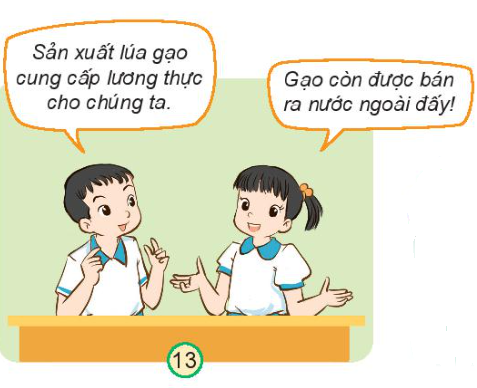 Sản xuất lúa gạo
cung cấp lương thực
cho chúng ta.
Gạo còn được bán
ra nước ngoài đấy!
13